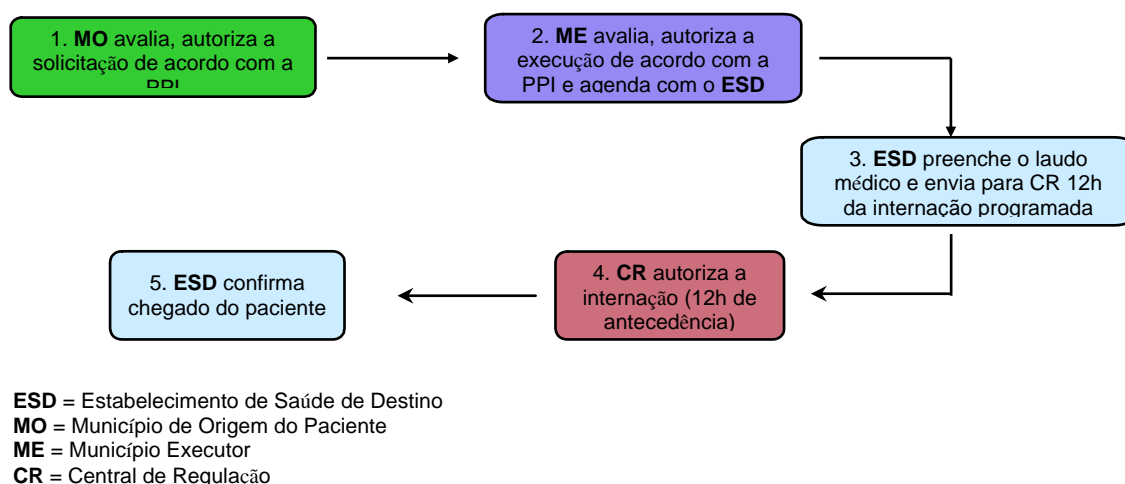 1. MO avalia, autoriza a
solicitação de acordo com a
PPI
2. ME avalia, autoriza a
execução de acordo com a
PPI e agenda com o ESD
3. ESD preenche o laudo
médico e envia para CR 12h
da internação programada
4. CR autoriza a
internação (12h de
antecedência)
5. ESD confirma
chegado do paciente
ESD = Estabelecimento de Saúde de Destino
MO = Município de Origem do Paciente
ME = Município Executor
CR = Central de Regulação